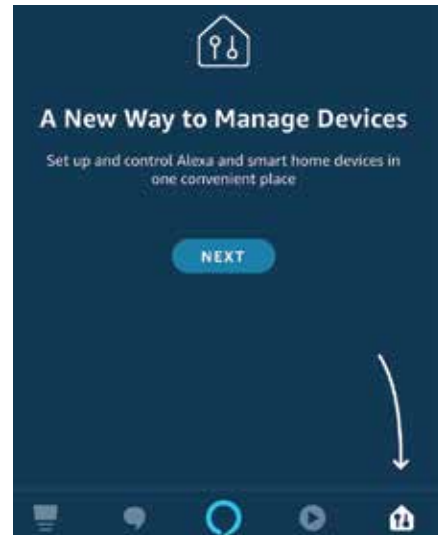 A New Way to Manage Devices
Set up and control Alexa and smart home devices in
one convenient place
NEXT